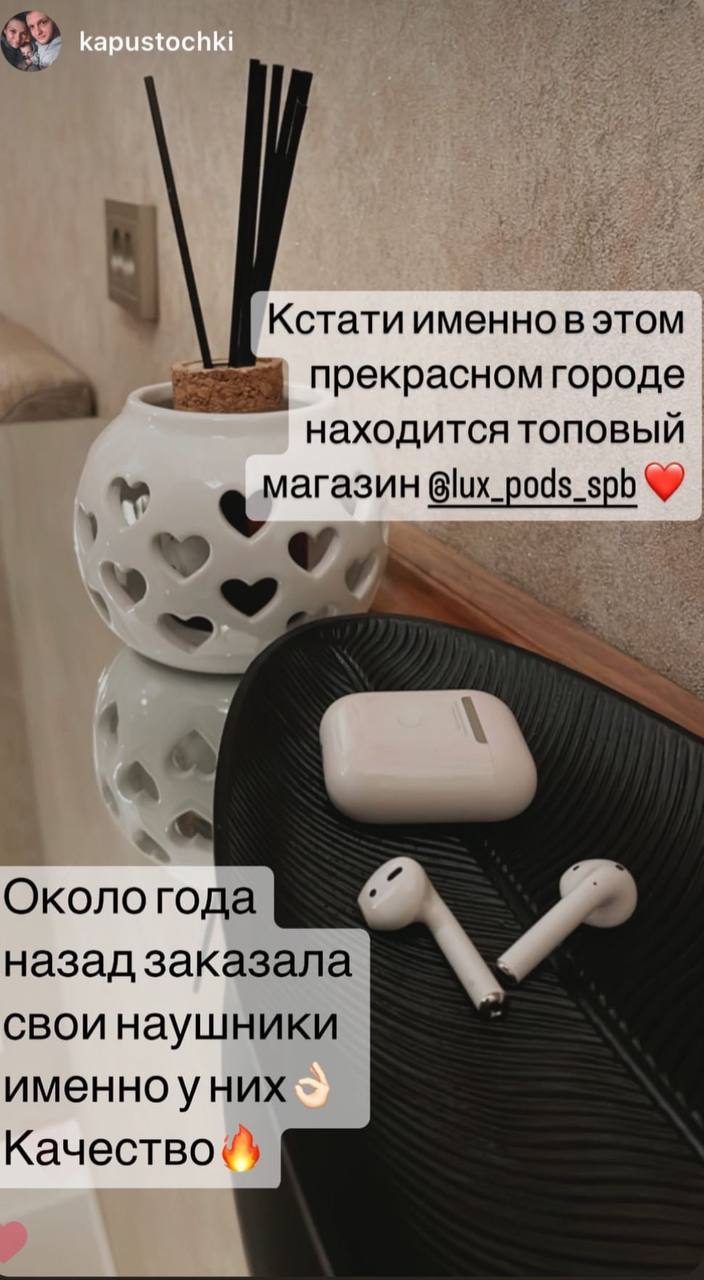 kapustochki
Кстати именно в этом
прекрасном городе
находится топовый
магазин @lux_pods_spb❤️
Около года
назад заказала
свои наушники
именно у них👌🏻
Качество🔥